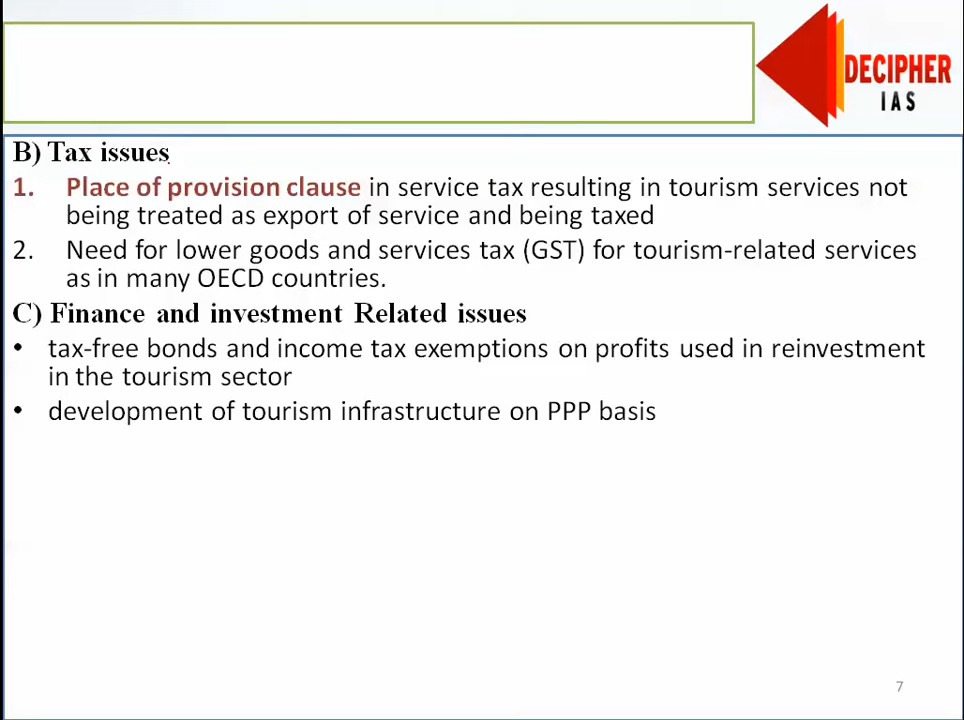 DECIPHER
IAS
B) Tax issues
1. Place of provision clause in service tax resulting in tourism services not
being treated as export of service and being taxed
2. Need for lower goods and services tax (GST) for tourism-related services
as in many OECD countries.
C) Finance and investment Related issues
• tax-free bonds and income tax exemptions on profits used in reinvestment
in the tourism sector
• development of tourism infrastructure on PPP basis
7